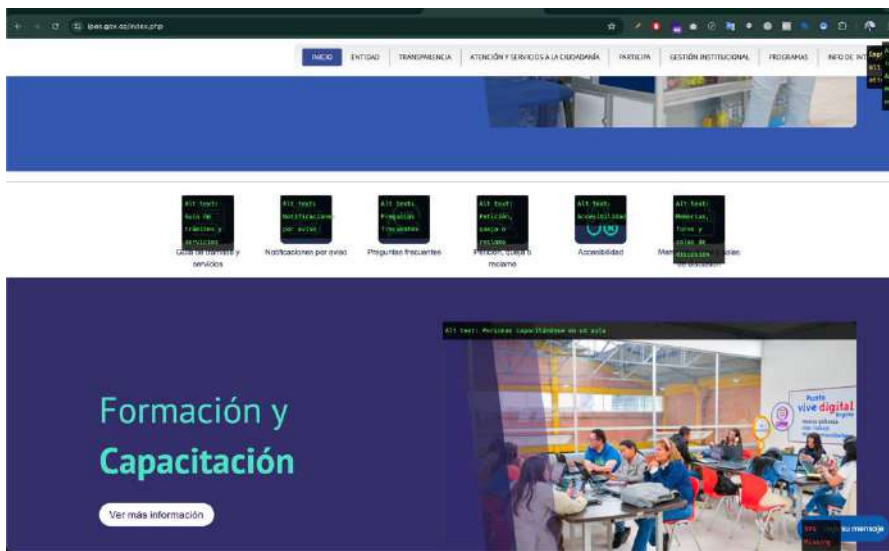 ipes.gov.co/index.php
INICIO
ENTIDAD
TRANSPARENCIA
ATENCIÓN Y SERVICIOS A LA CIUDADANÍA
PARTICIPA
GESTIÓN INSTITUCIONAL
PROGRAMAS
INFO DE INT
Alt text:
Guía de
trámites y
servicios
Guía de trámites y
servicios
Alt text:
Notificaciones
por aviso
Notificaciones por aviso
Alt text:
Preguntas
frecuentes
Preguntas frecuentes
Alt text:
Petición,
queja o
reclamo
Petición, queja o
reclamo
Alt text:
Accesibilidad
Accesibilidad
Alt text:
Memorias,
foros y
salas de
discusión
Alt text: Personas capacitándose en un aula
Formación y
Capacitación
Ver más información
Punto
vive digital
su mensaje
Missing